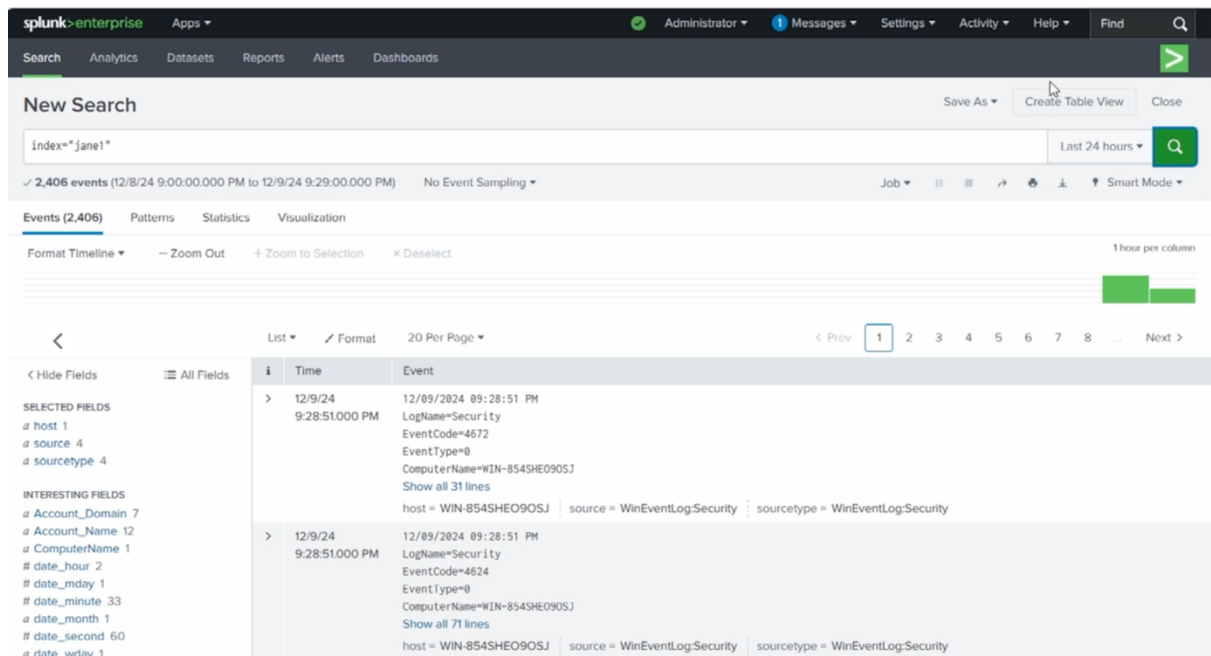 splunk>enterprise Apps Administrator 1 Messages Settings Activity Help Find
Search Analytics Datasets Reports Alerts Dashboards
New Search Save As Create Table View Close
index="jane1" Last 24 hours
2,406 events (12/8/24 9:00:00.000 PM to 12/9/24 9:29:00.000 PM) No Event Sampling Job Smart Mode
Events (2,406) Patterns Statistics Visualization
Format Timeline — Zoom Out + Zoom to Selection × Deselect 1 hour per column
List Format 20 Per Page < Prev 1 2 3 4 5 6 7 8 ... Next >
< Hide Fields All Fields i Time Event
SELECTED FIELDS
a host 1
a source 4
a sourcetype 4
INTERESTING FIELDS
a Account_Domain 7
a Account_Name 12
a ComputerName 1
# date_hour 2
# date_mday 1
# date_minute 33
a date_month 1
# date_second 60
a date_wday 1
> 12/9/24 12/09/2024 09:28:51 PM
9:28:51.000 PM LogName=Security
EventCode=4672
EventType=0
ComputerName=WIN-854SHEO9OSJ
Show all 31 lines
host = WIN-854SHEO9OSJ source = WinEventLog:Security sourcetype = WinEventLog:Security
> 12/9/24 12/09/2024 09:28:51 PM
9:28:51.000 PM LogName=Security
EventCode=4624
EventType=0
ComputerName=WIN-854SHEO9OSJ
Show all 71 lines
host = WIN-854SHEO9OSJ source = WinEventLog:Security sourcetype = WinEventLog:Security